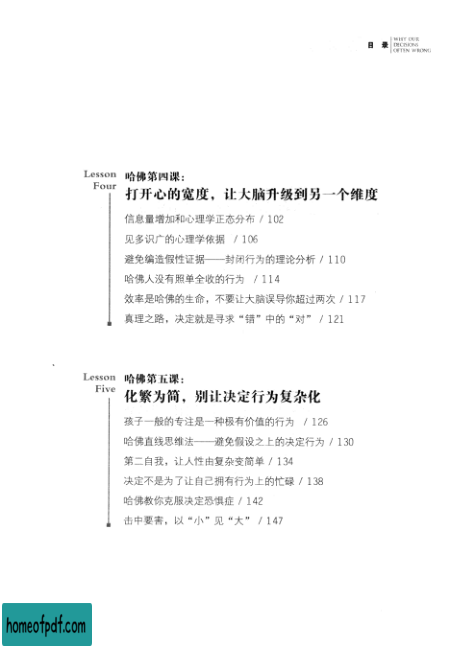 目 录
WHY OUR
DECISIONS
OFTEN WRONG
Lesson
Four
哈佛第四课：
打开心的宽度，让大脑升级到另一个维度
信息量增加和心理学正态分布 / 102
见多识广的心理学依据 / 106
避免编造假性证据——封闭行为的理论分析 / 110
哈佛人没有照单全收的行为 / 114
效率是哈佛的生命，不要让大脑误导你超过两次 / 117
真理之路，决定就是寻求“错”中的“对” / 121
Lesson
Five
哈佛第五课：
化繁为简，别让决定行为复杂化
孩子一般的专注是一种极有价值的行为 / 126
哈佛直线思维法——避免假设之上的决定行为 / 130
第二自我，让人性由复杂变简单 / 134
决定不是为了让自己拥有行为上的忙碌 / 138
哈佛教你克服决定恐惧症 / 142
击中要害，以“小”见“大” / 147
homeofpdf.com